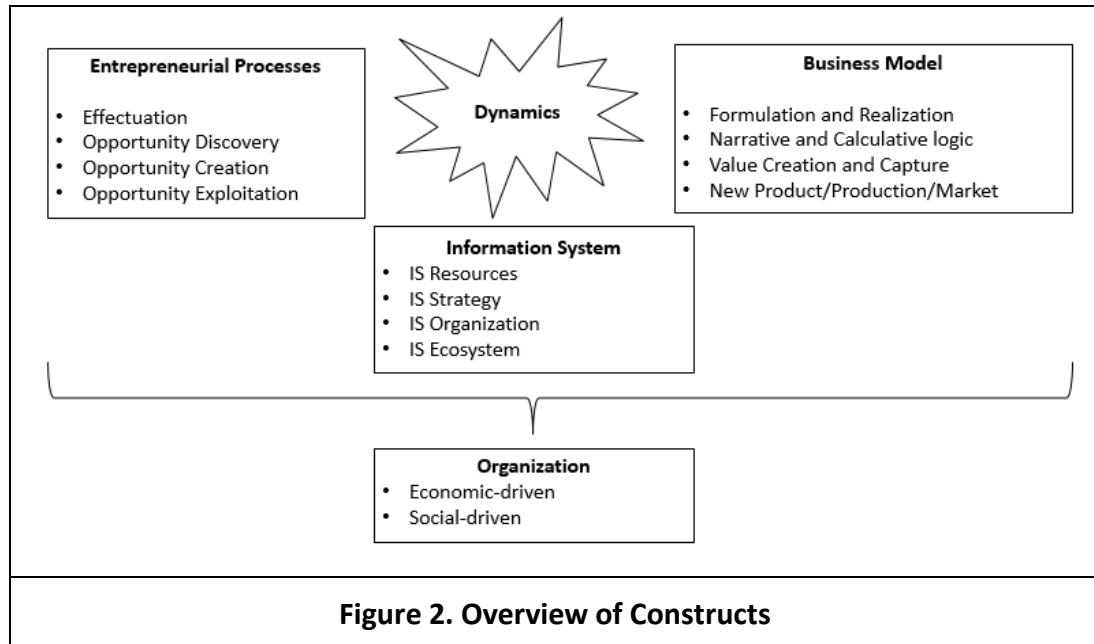 Entrepreneurial Processes
• Effectuation
• Opportunity Discovery
• Opportunity Creation
• Opportunity Exploitation
Dynamics
Business Model
• Formulation and Realization
• Narrative and Calculative logic
• Value Creation and Capture
• New Product/Production/Market
Information System
• IS Resources
• IS Strategy
• IS Organization
• IS Ecosystem
Organization
• Economic-driven
• Social-driven
Figure 2. Overview of Constructs